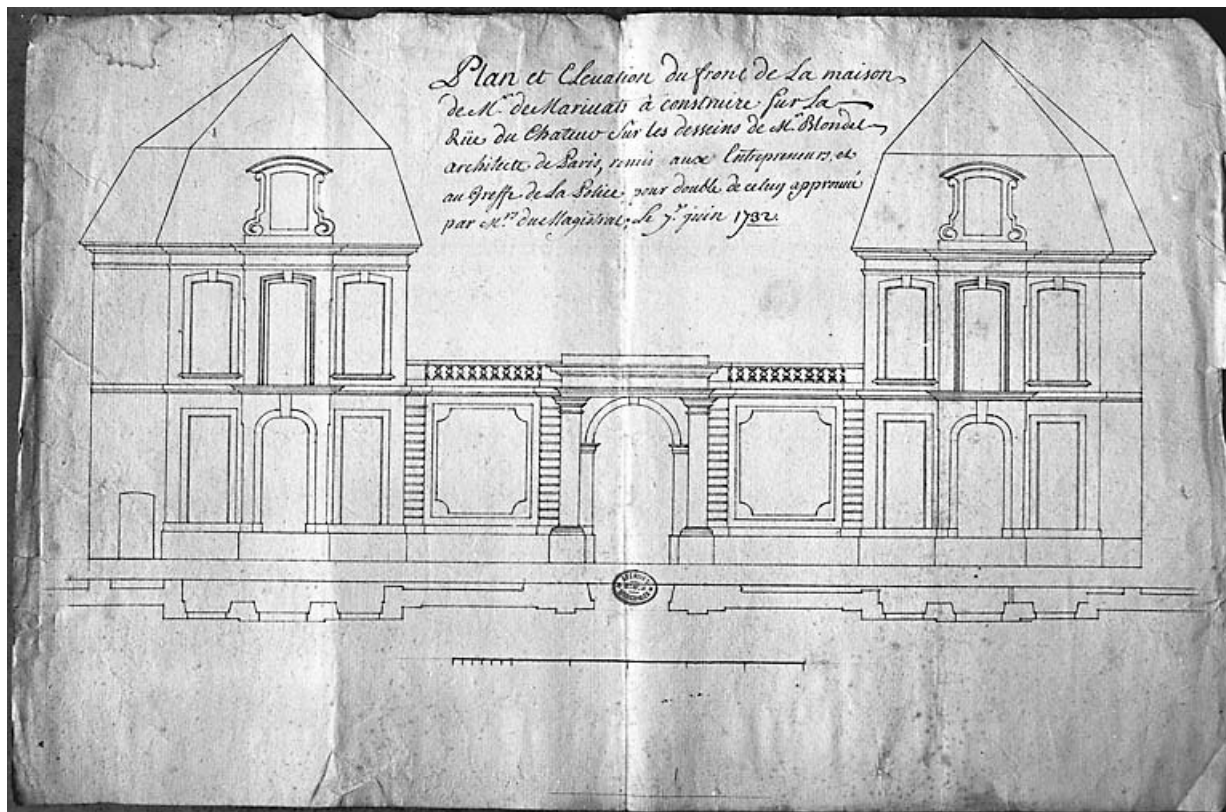 Plan et Elevation du front de La maison
de Mr. de Marivats à construire Sur La
Rüe du Chateur Sur les desseins de Mr. Blondel
architecte de Paris, remis aux Entrepreneurs, et
au Greffe de La Police pour double de celuy approuvé
par Mrs. du Magistrat, Le 7e. juin 1732.